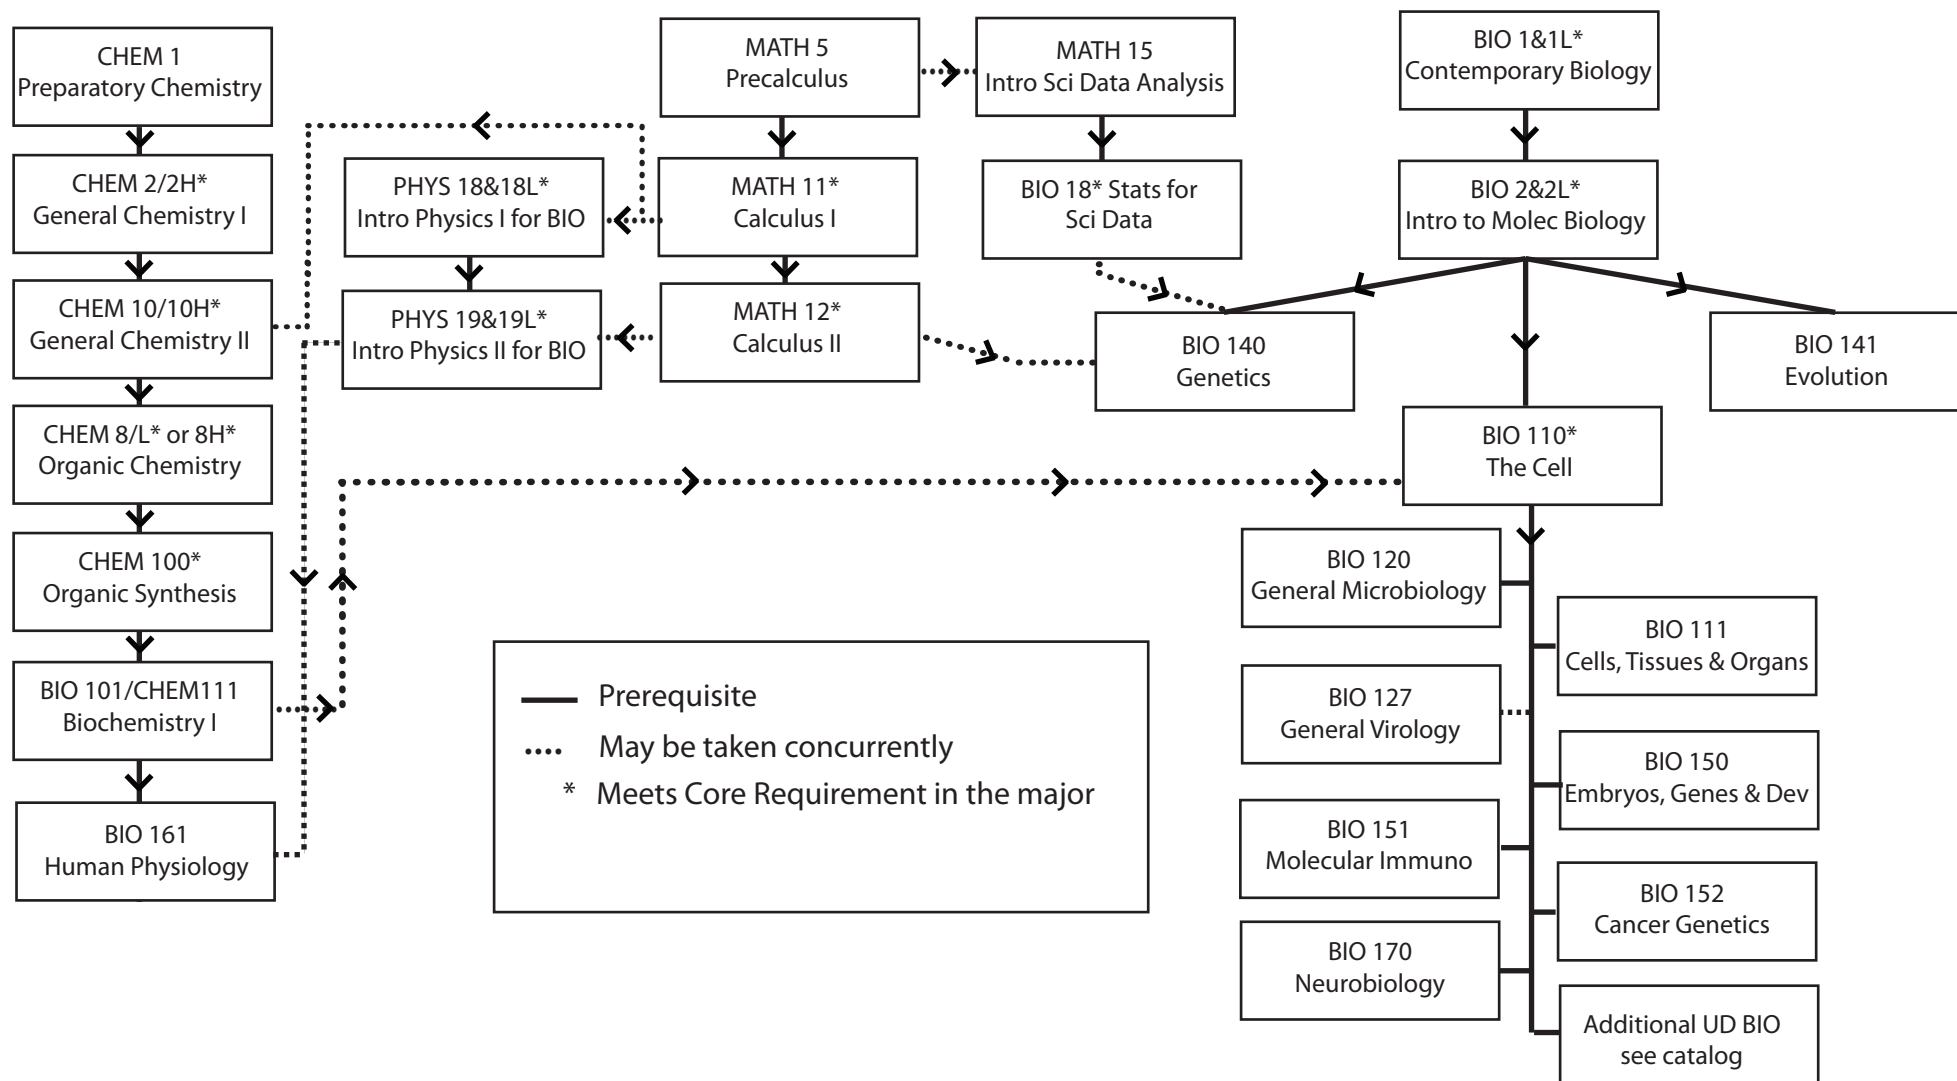 CHEM 1
Preparatory Chemistry
CHEM 2/2H*
General Chemistry I
CHEM 10/10H*
General Chemistry II
CHEM 8/L* or 8H*
Organic Chemistry
CHEM 100*
Organic Synthesis
BIO 101/CHEM111
Biochemistry I
BIO 161
Human Physiology
PHYS 18&18L*
Intro Physics I for BIO
PHYS 19&19L*
Intro Physics II for BIO
MATH 5
Precalculus
MATH 11*
Calculus I
MATH 12*
Calculus II
MATH 15
Intro Sci Data Analysis
BIO 18* Stats for
Sci Data
BIO 1&1L*
Contemporary Biology
BIO 2&2L*
Intro to Molec Biology
BIO 140
Genetics
BIO 141
Evolution
BIO 110*
The Cell
BIO 120
General Microbiology
BIO 111
Cells, Tissues & Organs
BIO 127
General Virology
BIO 150
Embryos, Genes & Dev
BIO 151
Molecular Immuno
BIO 152
Cancer Genetics
BIO 170
Neurobiology
Additional UD BIO
see catalog
Prerequisite
May be taken concurrently
* Meets Core Requirement in the major